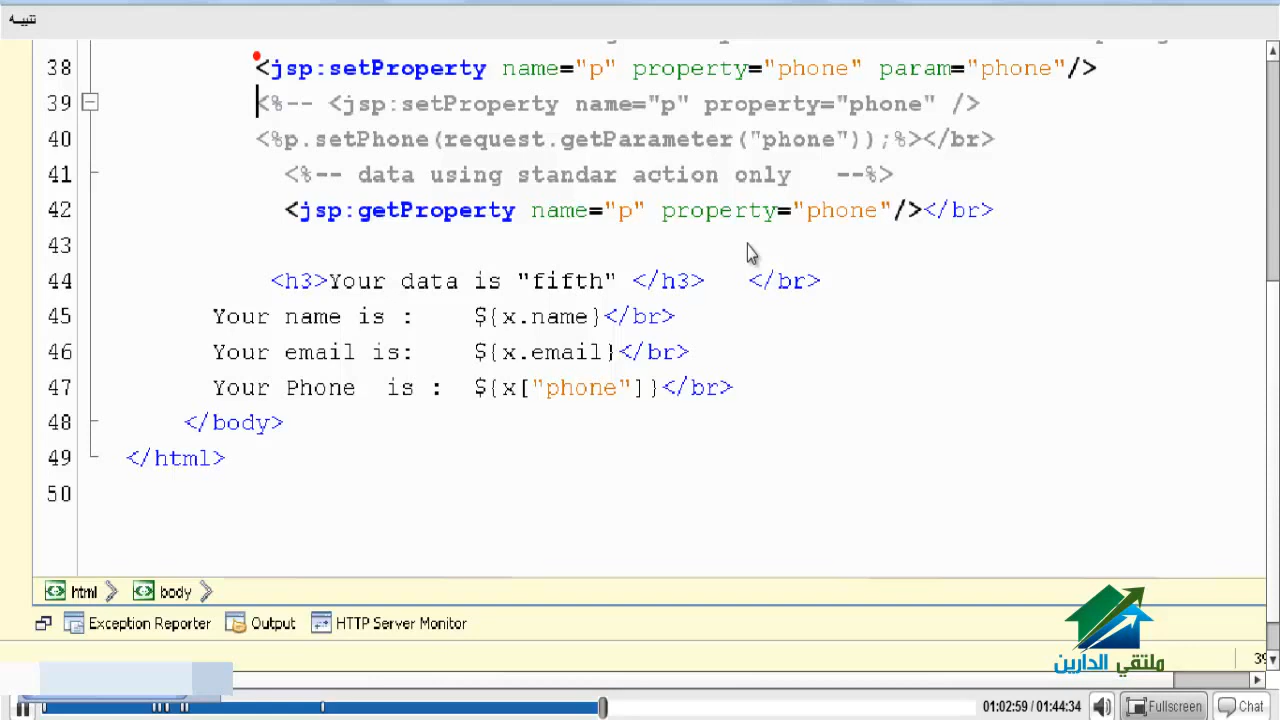 تنبيه
38 <jsp:setProperty name="p" property="phone" param="phone"/>
39 <%-- <jsp:setProperty name="p" property="phone" />
40 <%p.setPhone(request.getParameter("phone"));%></br>
41 <%-- data using standar action only --%>
42 <jsp:getProperty name="p" property="phone"/></br>
43
44 <h3>Your data is "fifth" </h3> </br>
45 Your name is : ${x.name}</br>
46 Your email is: ${x.email}</br>
47 Your Phone is : ${x["phone"]}</br>
48 </body>
49 </html>
50
html body
Exception Reporter Output HTTP Server Monitor
ملتقي الدارين
39
01:02:59 / 01:44:34 Fullscreen Chat